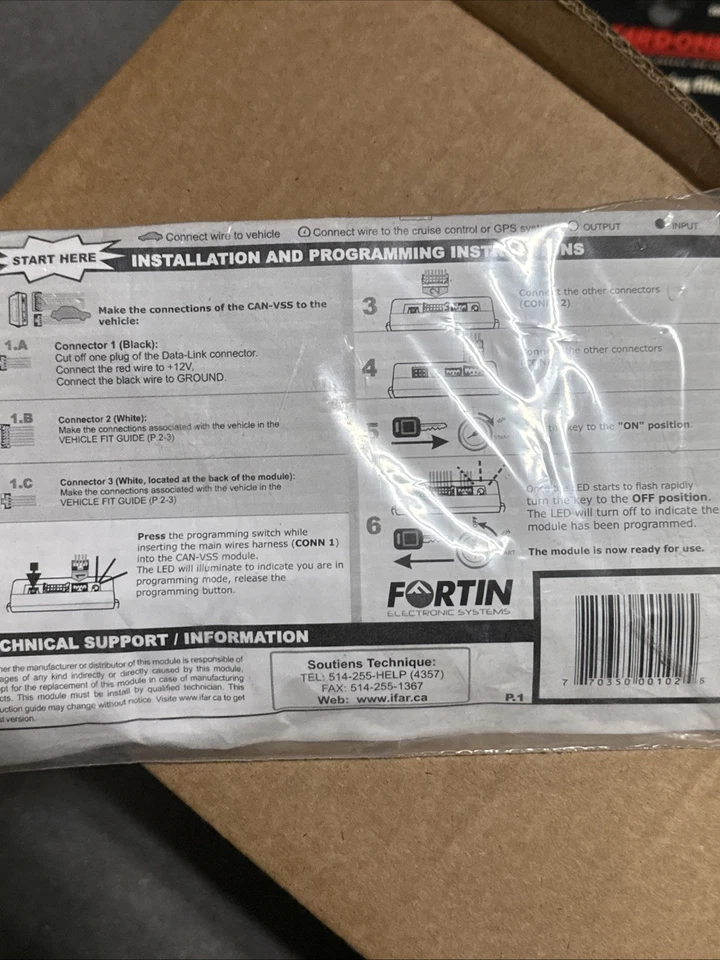 Connect wire to vehicle
Connect wire to the cruise control or GPS
OUTPUT
INPUT
START HERE
INSTALLATION AND PROGRAMMING
Make the connections of the CAN-VSS to the
vehicle:
1.A
Connector 1 (Black):
Cut off one plug of the Data-Link connector.
Connect the red wire to +12V,
Connect the black wire to GROUND.
1.B
Connector 2 (White):
Make the connections associated with the vehicle in the
VEHICLE FIT GUIDE (P 2-3)
1.C
Connector 3 (White, located at the back of the module):
Make the connections associated with the vehicle in the
VEHICLE FIT GUIDE (P 2-3)
Press the programming switch while
inserting the main wires harness (CONN 1)
into the CAN-VSS module.
The LED will illuminate to indicate you are in
programming mode, release the
programming button.
3
the other connectors
4
the other connectors
5
key to the "ON" position.
6
LED starts to flash rapidly
turn the key to the OFF position.
The LED will turn off to indicate the
module has been programmed.
The module is now ready for use.
FORTIN
ELECTRONIC SYSTEMS
CHNICAL SUPPORT / INFORMATION
her the manufacturer or distributor of this module is responsible of
ages of any kind indirectly or directly caused by this module,
pt for the replacement of this module in case of manufacturing
cts. This module must be install by qualified technician. This
uction guide may change without notice. Visite www.ifar.ca to get
st version.
Soutiens Technique:
TEL: 514-255-HELP (4357)
FAX: 514-255-1367
Web: www.ifar.ca
P.1
7 70350 00102 5